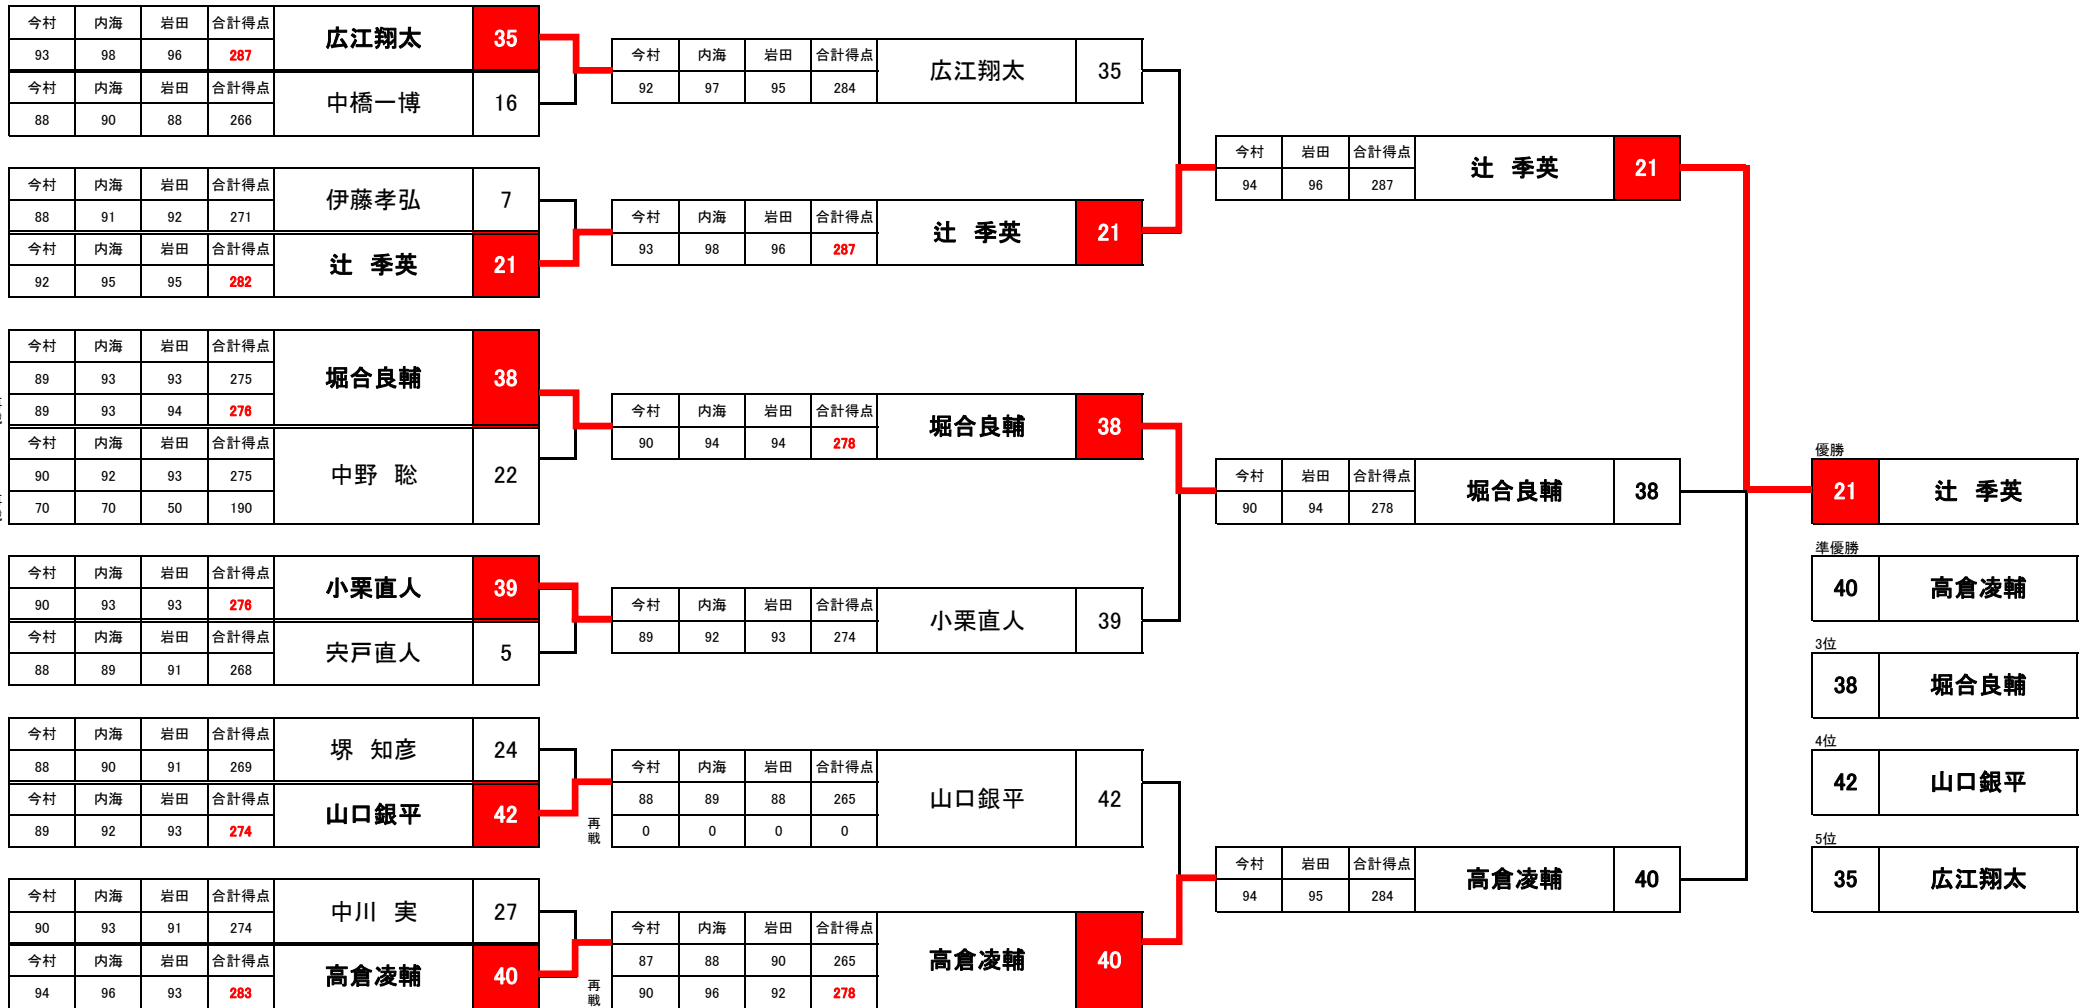 今村 内海 岩田 合計得点 広江翔太 35
93 98 96 287
今村 内海 岩田 合計得点 中橋一博 16
88 90 88 266
今村 内海 岩田 合計得点 伊藤孝弘 7
88 91 92 271
今村 内海 岩田 合計得点 辻 季英 21
92 95 95 282
今村 内海 岩田 合計得点 堀合良輔 38
89 93 93 275
89 93 94 276
今村 内海 岩田 合計得点 中野 聡 22
90 92 93 275
70 70 50 190
今村 内海 岩田 合計得点 小栗直人 39
90 93 93 276
今村 内海 岩田 合計得点 宍戸直人 5
88 89 91 268
今村 内海 岩田 合計得点 堺 知彦 24
88 90 91 269
今村 内海 岩田 合計得点 山口銀平 42
89 92 93 274
今村 内海 岩田 合計得点 中川 実 27
90 93 91 274
今村 内海 岩田 合計得点 高倉凌輔 40
94 96 93 283
今村 内海 岩田 合計得点 広江翔太 35
92 97 95 284
今村 内海 岩田 合計得点 辻 季英 21
93 98 96 287
今村 内海 岩田 合計得点 堀合良輔 38
90 94 94 278
今村 内海 岩田 合計得点 小栗直人 39
89 92 93 274
今村 内海 岩田 合計得点 山口銀平 42
88 89 88 265
再戦 0 0 0 0
今村 内海 岩田 合計得点 高倉凌輔 40
87 88 90 265
再戦 90 96 92 278
今村 岩田 合計得点 辻 季英 21
94 96 287
今村 岩田 合計得点 堀合良輔 38
90 94 278
今村 岩田 合計得点 高倉凌輔 40
94 95 284
優勝
21 辻 季英
準優勝
40 高倉凌輔
3位
38 堀合良輔
4位
42 山口銀平
5位
35 広江翔太